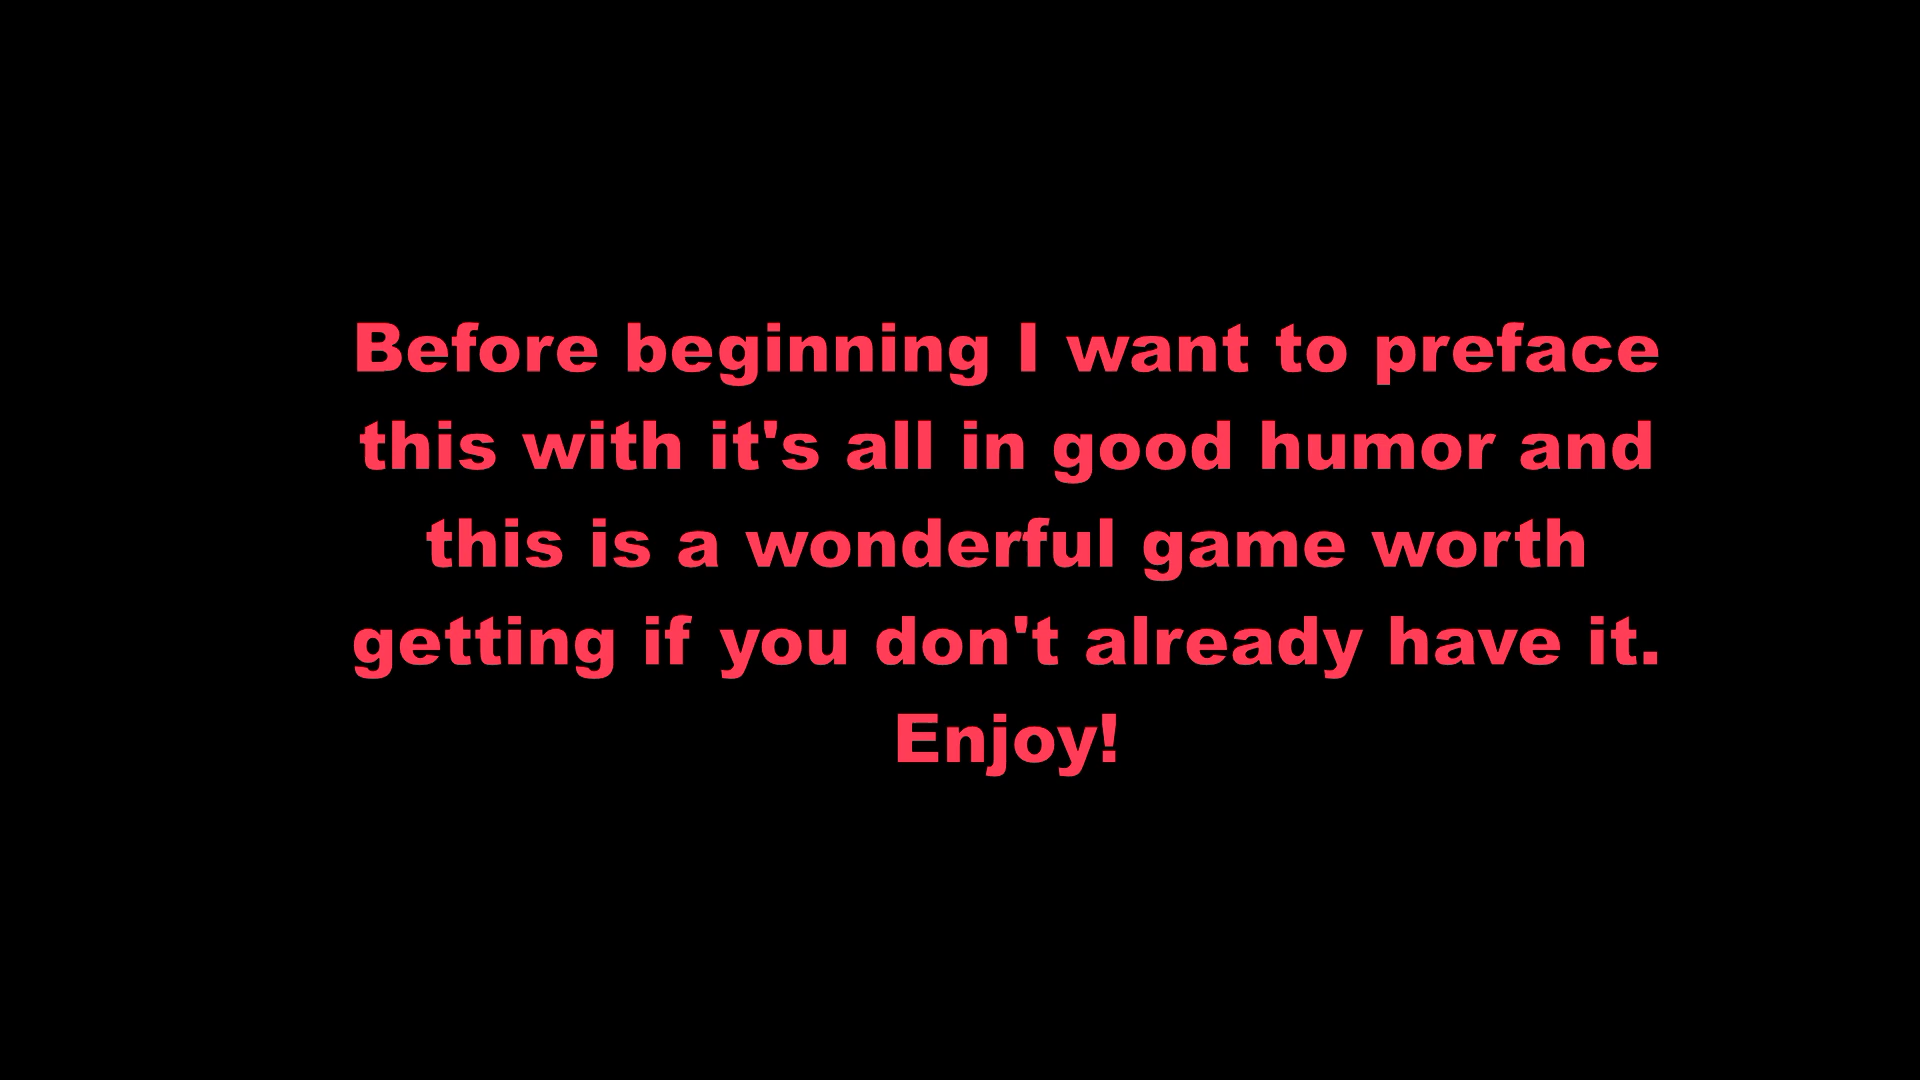 Before beginning I want to preface
this with it's all in good humor and
this is a wonderful game worth
getting if you don't already have it.
Enjoy!